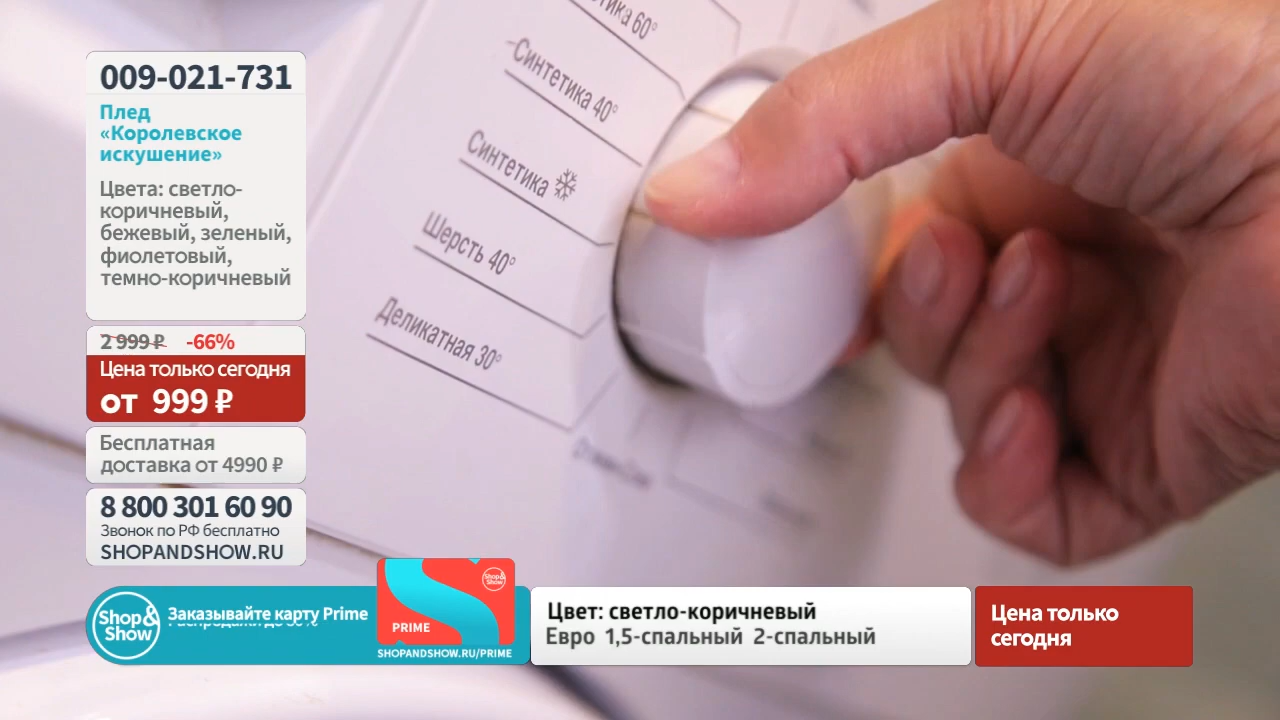 009-021-731
Плед
«Королевское
искушение»
Цвета: светло-
коричневый,
бежевый, зеленый,
фиолетовый,
темно-коричневый
2 999 ₽ -66%
Цена только сегодня
от 999 ₽
Бесплатная
доставка от 4990 ₽
8 800 301 60 90
Звонок по РФ бесплатно
SHOPANDSHOW.RU
60°
Синтетика 40°
Синтетика
Шерсть 40°
Деликатная 30°
Shop&
Show
Заказывайте карту Prime
Shop&
Show
PRIME
SHOPANDSHOW.RU/PRIME
Цвет: светло-коричневый
Евро 1,5-спальный 2-спальный
Цена только
сегодня